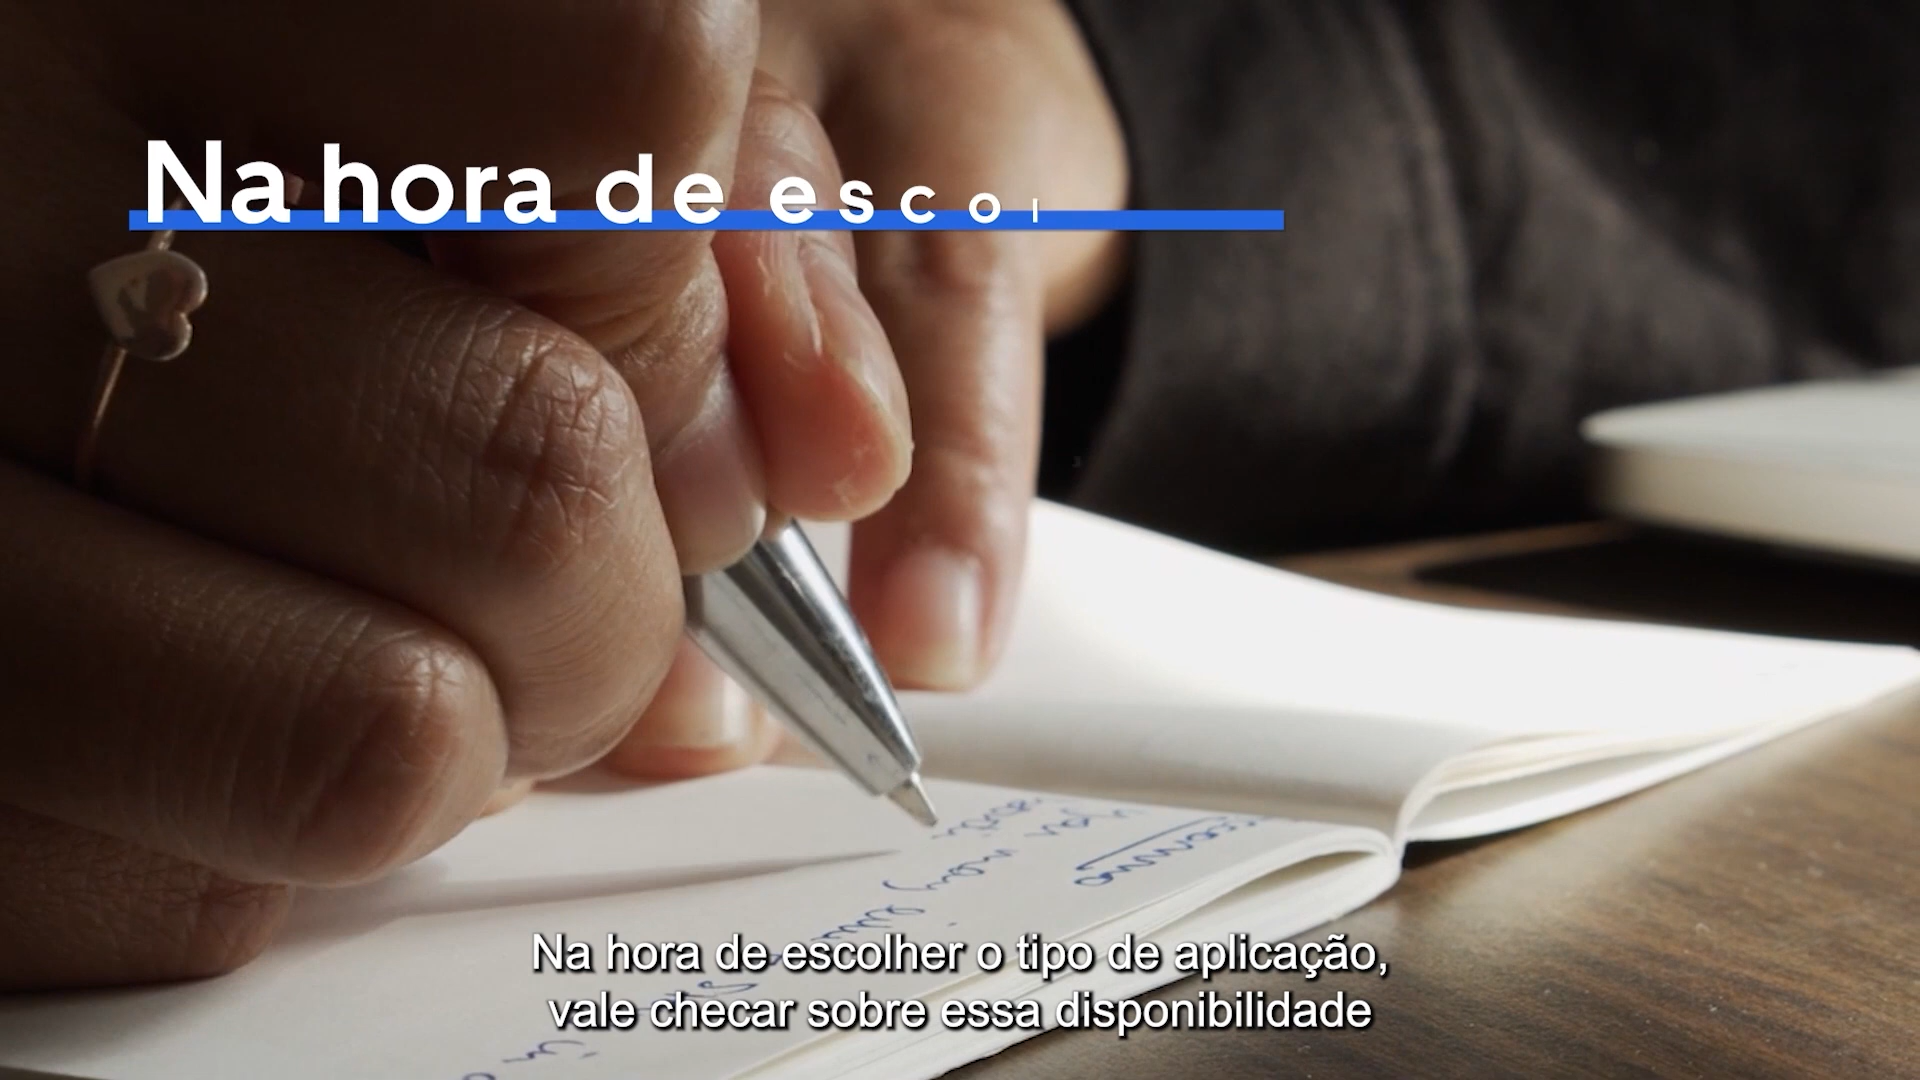 Na hora de escol
Na hora de escolher o tipo de aplicação,
vale checar sobre essa disponibilidade